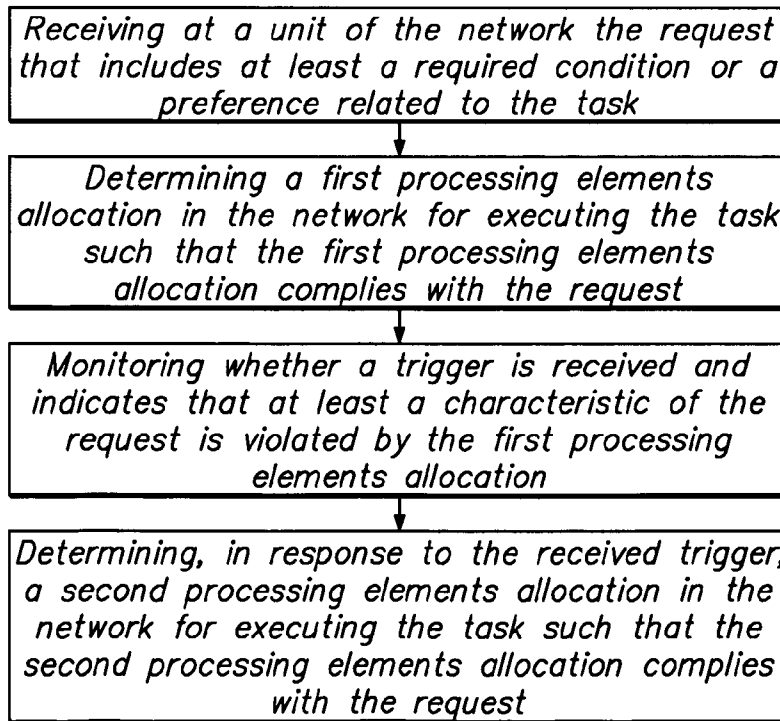 Receiving at a unit of the network the request
that includes at least a required condition or a
preference related to the task
Determining a first processing elements
allocation in the network for executing the task
such that the first processing elements
allocation complies with the request
Monitoring whether a trigger is received and
indicates that at least a characteristic of the
request is violated by the first processing
elements allocation
Determining, in response to the received trigger,
a second processing elements allocation in the
network for executing the task such that the
second processing elements allocation complies
with the request